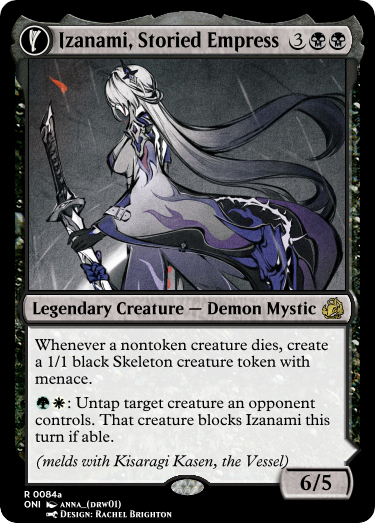 Izanami, Storied Empress 3
Legendary Creature — Demon Mystic
Whenever a nontoken creature dies, create
a 1/1 black Skeleton creature token with
menace.
: Untap target creature an opponent
controls. That creature blocks Izanami this
turn if able.
(melds with Kisaragi Kasen, the Vessel)
6/5
R 0084a
ONI ANNA_(DRW01)
Design: Rachel Brighton